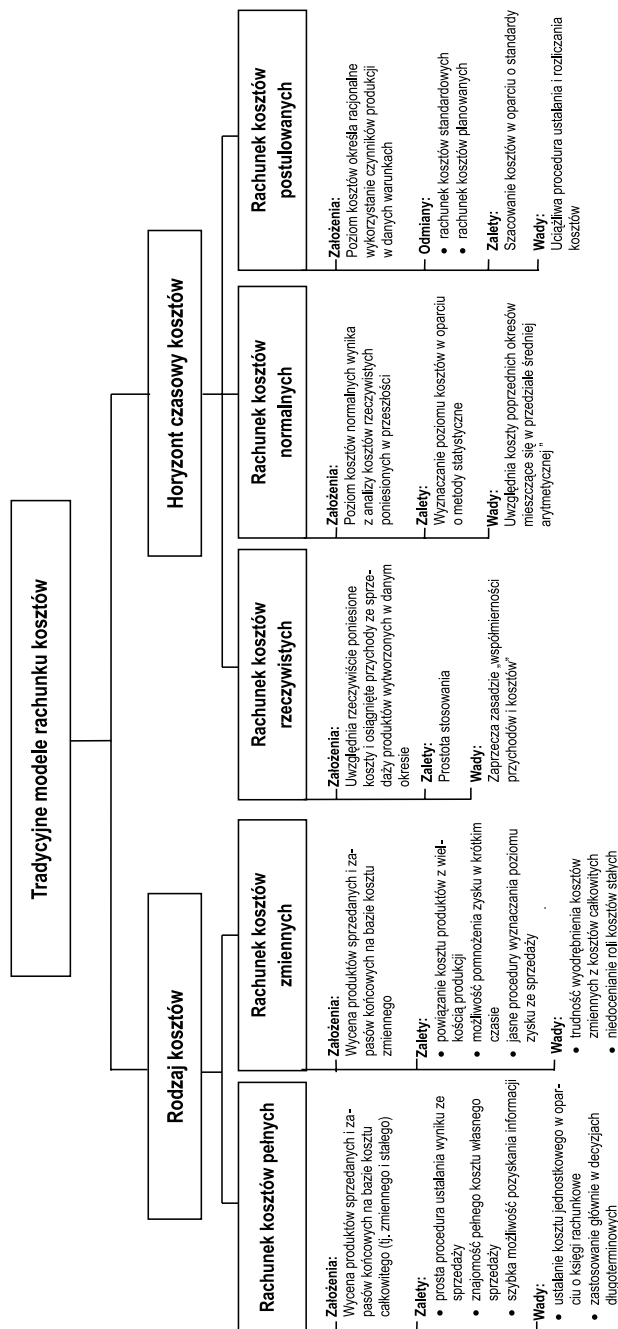 Tradycyjne modele rachunku kosztów
Rodzaj kosztów
Horyzont czasowy kosztów
Rachunek kosztów pełnych
Założenia:
Wycena produktów sprzedanych i za-
pasów końcowych na bazie kosztu
całkowitego (tj. zmiennego i stałego)
Zalety:
• prosta procedura ustalania wyniku ze
sprzedaży
• znajomość pełnego kosztu własnego
sprzedaży
• szybka możliwość pozyskania informacji
Wady:
• ustalanie kosztu jednostkowego w opar-
ciu o księgi rachunkowe
• zastosowanie głównie w decyzjach
długoterminowych
Rachunek kosztów
zmiennych
Założenia:
Wycena produktów sprzedanych i za-
pasów końcowych na bazie kosztu
zmiennego
Zalety:
• powiązanie kosztu produktów z wiel-
kością produkcji
• możliwość pomnożenia zysku w krótkim
czasie
• jasne procedury wyznaczania poziomu
zysku ze sprzedaży
Wady:
• trudność wyodrębnienia kosztów
zmiennych z kosztów całkowitych
• niedocenianie roli kosztów stałych
Rachunek kosztów
rzeczywistych
Założenia:
Uwzględnia rzeczywiście poniesione
koszty i osiągnięte przychody ze sprze-
daży produktów wytworzonych w danym
okresie
Zalety:
Prostota stosowania
Wady:
Zaprzecza zasadzie „współmierności
przychodów i kosztów”
Rachunek kosztów
normalnych
Założenia:
Poziom kosztów normalnych wynika
z analizy kosztów rzeczywistych
poniesionych w przeszłości
Zalety:
Wyznaczanie poziomu kosztów w oparciu
o metody statystyczne
Wady:
Uwzględnia koszty poprzednich okresów
mieszczące się w przedziale średniej
arytmetycznej”
Rachunek kosztów
postulowanych
Założenia:
Poziom kosztów określa racjonalne
wykorzystanie czynników produkcji
w danych warunkach
Odmiany:
• rachunek kosztów standardowych
• rachunek kosztów planowanych
Zalety:
Szacowanie kosztów w oparciu o standardy
Wady:
Uciążliwa procedura ustalania i rozliczania
kosztów